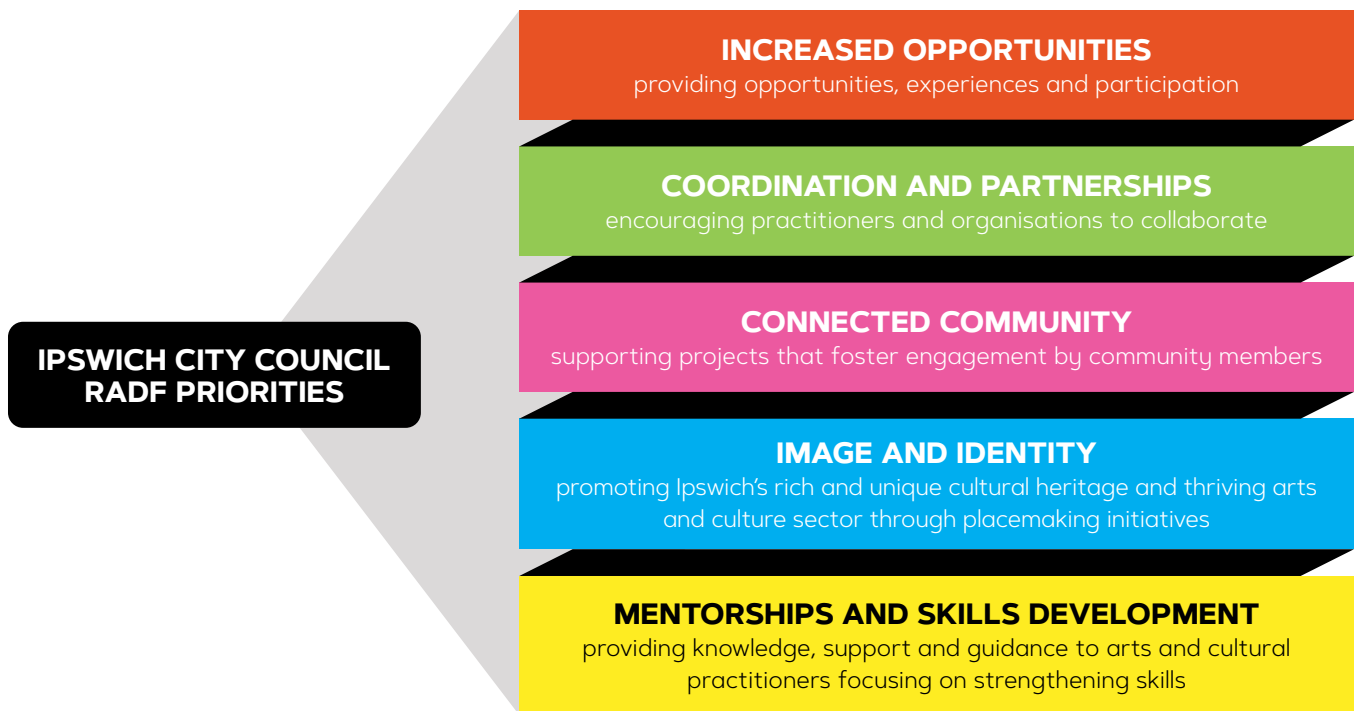 IPSWICH CITY COUNCIL
RADF PRIORITIES
INCREASED OPPORTUNITIES
providing opportunities, experiences and participation
COORDINATION AND PARTNERSHIPS
encouraging practitioners and organisations to collaborate
CONNECTED COMMUNITY
supporting projects that foster engagement by community members
IMAGE AND IDENTITY
promoting Ipswich’s rich and unique cultural heritage and thriving arts
and culture sector through placemaking initiatives
MENTORSHIPS AND SKILLS DEVELOPMENT
providing knowledge, support and guidance to arts and cultural
practitioners focusing on strengthening skills